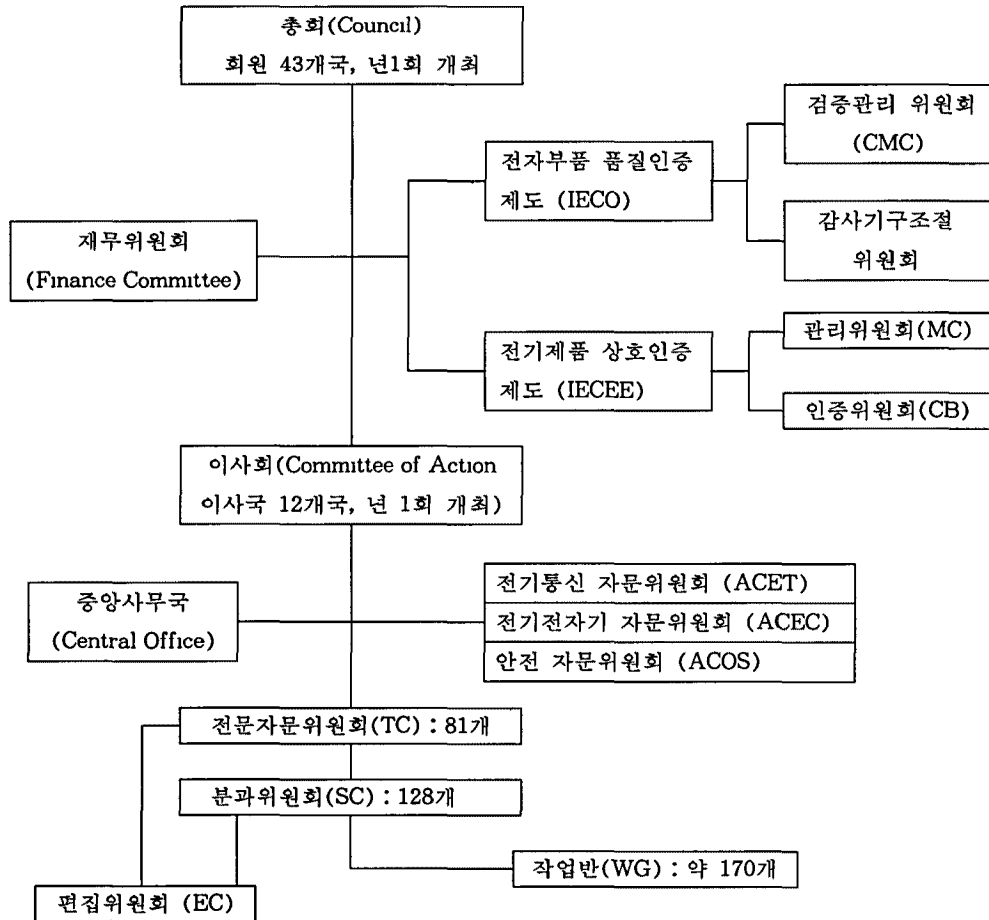 총회(Council)
회원 43개국, 년1회 개최
검증관리 위원회
(CMC)
전자부품 품질인증
제도 (IECO)
감사기구조절
위원회
재무위원회
(Finance Committee)
전기제품 상호인증
제도 (IECEE)
관리위원회(MC)
인증위원회(CB)
이사회(Committee of Action
이사국 12개국, 년 1회 개최)
중앙사무국
(Central Office)
전기통신 자문위원회 (ACET)
전기전자기 자문위원회 (ACEC)
안전 자문위원회 (ACOS)
전문자문위원회(TC) : 81개
분과위원회(SC) : 128개
작업반(WG) : 약 170개
편집위원회 (EC)